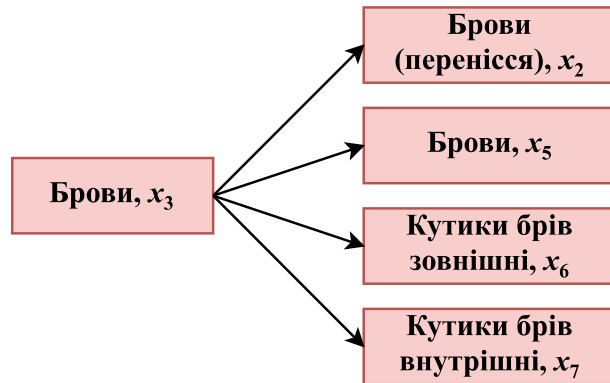 Брови, x₃
Брови
(перенісся), x₂
Брови, x₅
Кутики брів
зовнішні, x₆
Кутики брів
внутрішні, x₇